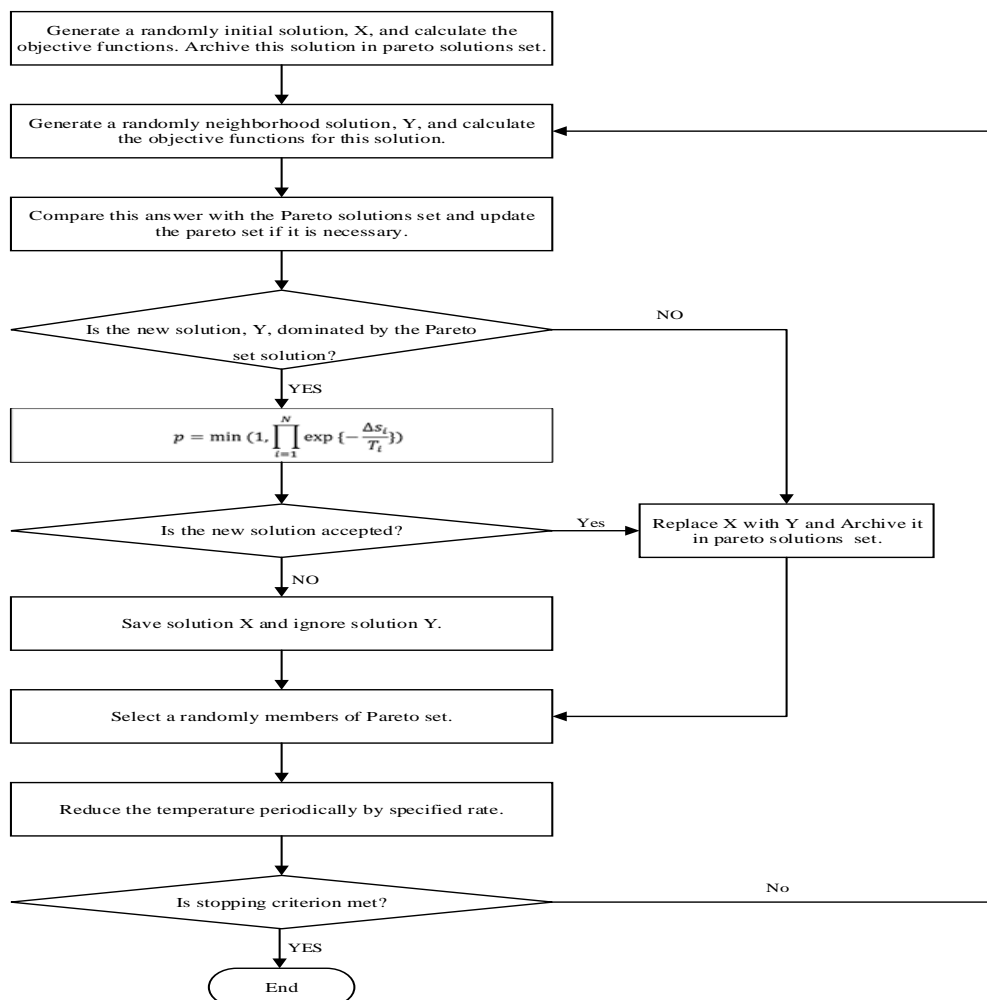 Generate a randomly initial solution, X, and calculate the
objective functions. Archive this solution in pareto solutions set.
Generate a randomly neighborhood solution, Y, and calculate
the objective functions for this solution.
Compare this answer with the Pareto solutions set and update
the pareto set if it is necessary.
Is the new solution, Y, dominated by the Pareto
set solution?
NO
YES
p = min (1, ∏_{i=1}^{N} exp {−Δs_i/T_i})
Is the new solution accepted?
Yes
Replace X with Y and Archive it
in pareto solutions set.
NO
Save solution X and ignore solution Y.
Select a randomly members of Pareto set.
Reduce the temperature periodically by specified rate.
Is stopping criterion met?
No
YES
End